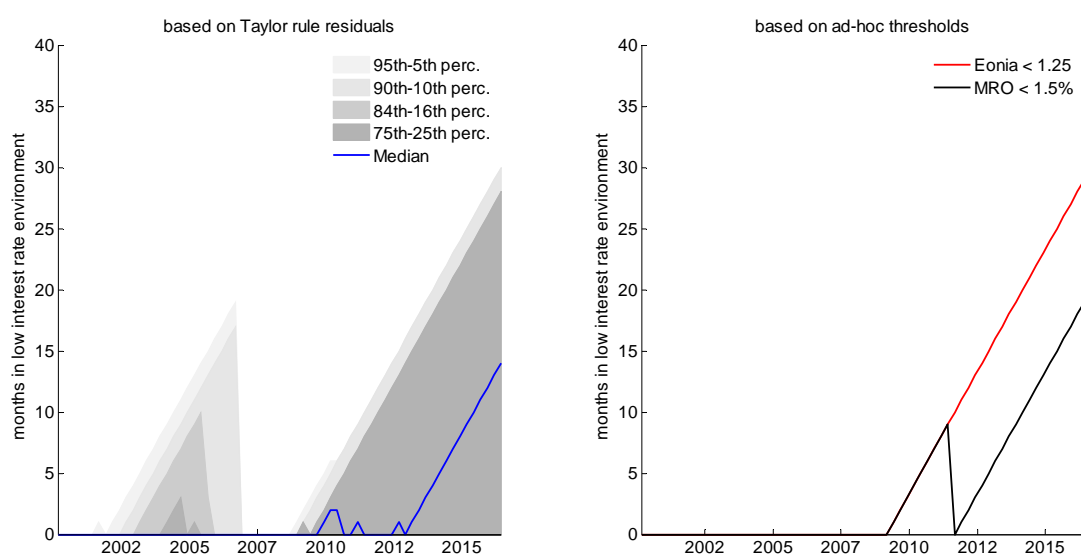 based on Taylor rule residuals
40
35
30
25
20
15
10
5
0
months in low interest rate environment
95th-5th perc.
90th-10th perc.
84th-16th perc.
75th-25th perc.
Median
2002 2005 2007 2010 2012 2015
based on ad-hoc thresholds
40
35
30
25
20
15
10
5
0
months in low interest rate environment
Eonia < 1.25
MRO < 1.5%
2002 2005 2007 2010 2012 2015